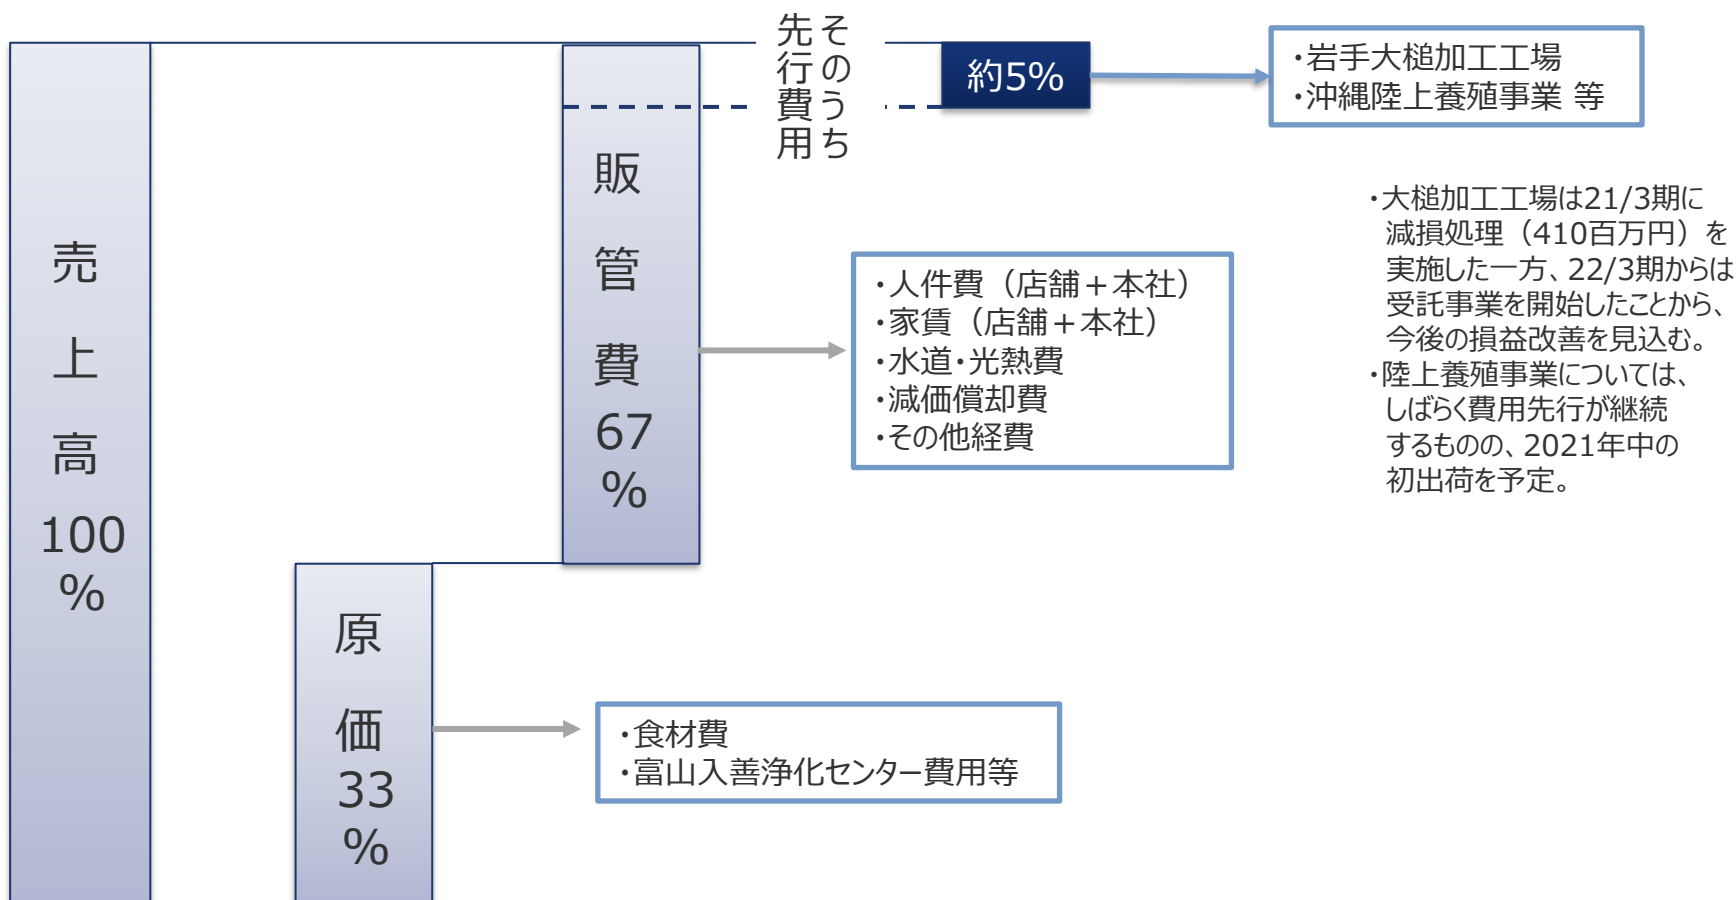 売
上
高
100
%
原
価
33
%
販
管
費
67
%
そのうち
先行費用
約5%
・岩手大槌加工工場
・沖縄陸上養殖事業 等
・大槌加工工場は21/3期に
減損処理（410百万円）を
実施した一方、22/3期からは
受託事業を開始したことから、
今後の損益改善を見込む。
・陸上養殖事業については、
しばらく費用先行が継続
するものの、2021年中の
初出荷を予定。
・人件費（店舗＋本社）
・家賃（店舗＋本社）
・水道・光熱費
・減価償却費
・その他経費
・食材費
・富山入善浄化センター費用等